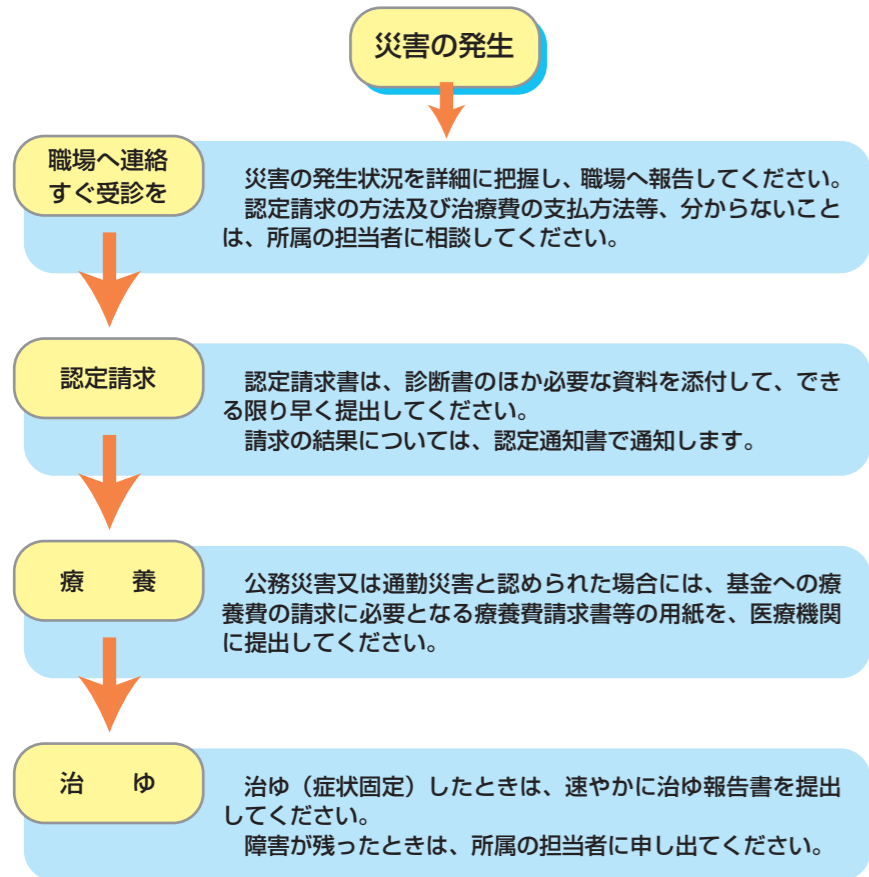 災害の発生
職場へ連絡
すぐ受診を
災害の発生状況を詳細に把握し、職場へ報告してください。
認定請求の方法及び治療費の支払方法等、分からないこと
は、所属の担当者に相談してください。
認定請求
認定請求書は、診断書のほか必要な資料を添付して、でき
る限り早く提出してください。
請求の結果については、認定通知書で通知します。
療　養
公務災害又は通勤災害と認められた場合には、基金への療
養費の請求に必要となる療養費請求書等の用紙を、医療機関
に提出してください。
治　ゆ
治ゆ（症状固定）したときは、速やかに治ゆ報告書を提出
してください。
障害が残ったときは、所属の担当者に申し出てください。